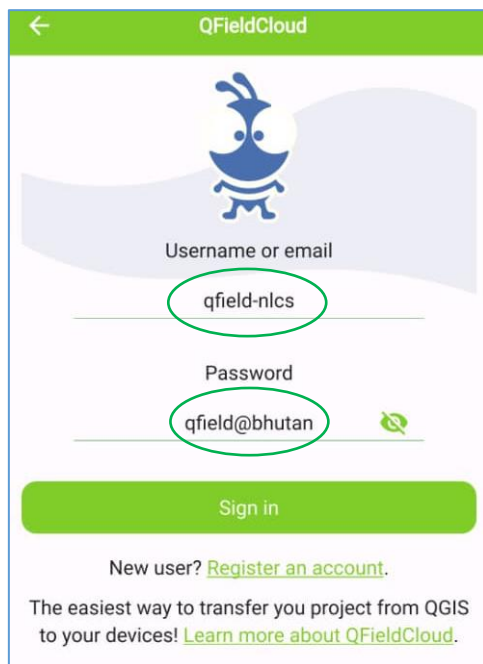 QFieldCloud
Username or email
qfield-nlcs
Password
qfield@bhutan
Sign in
New user? Register an account.
The easiest way to transfer you project from QGIS
to your devices! Learn more about QFieldCloud.